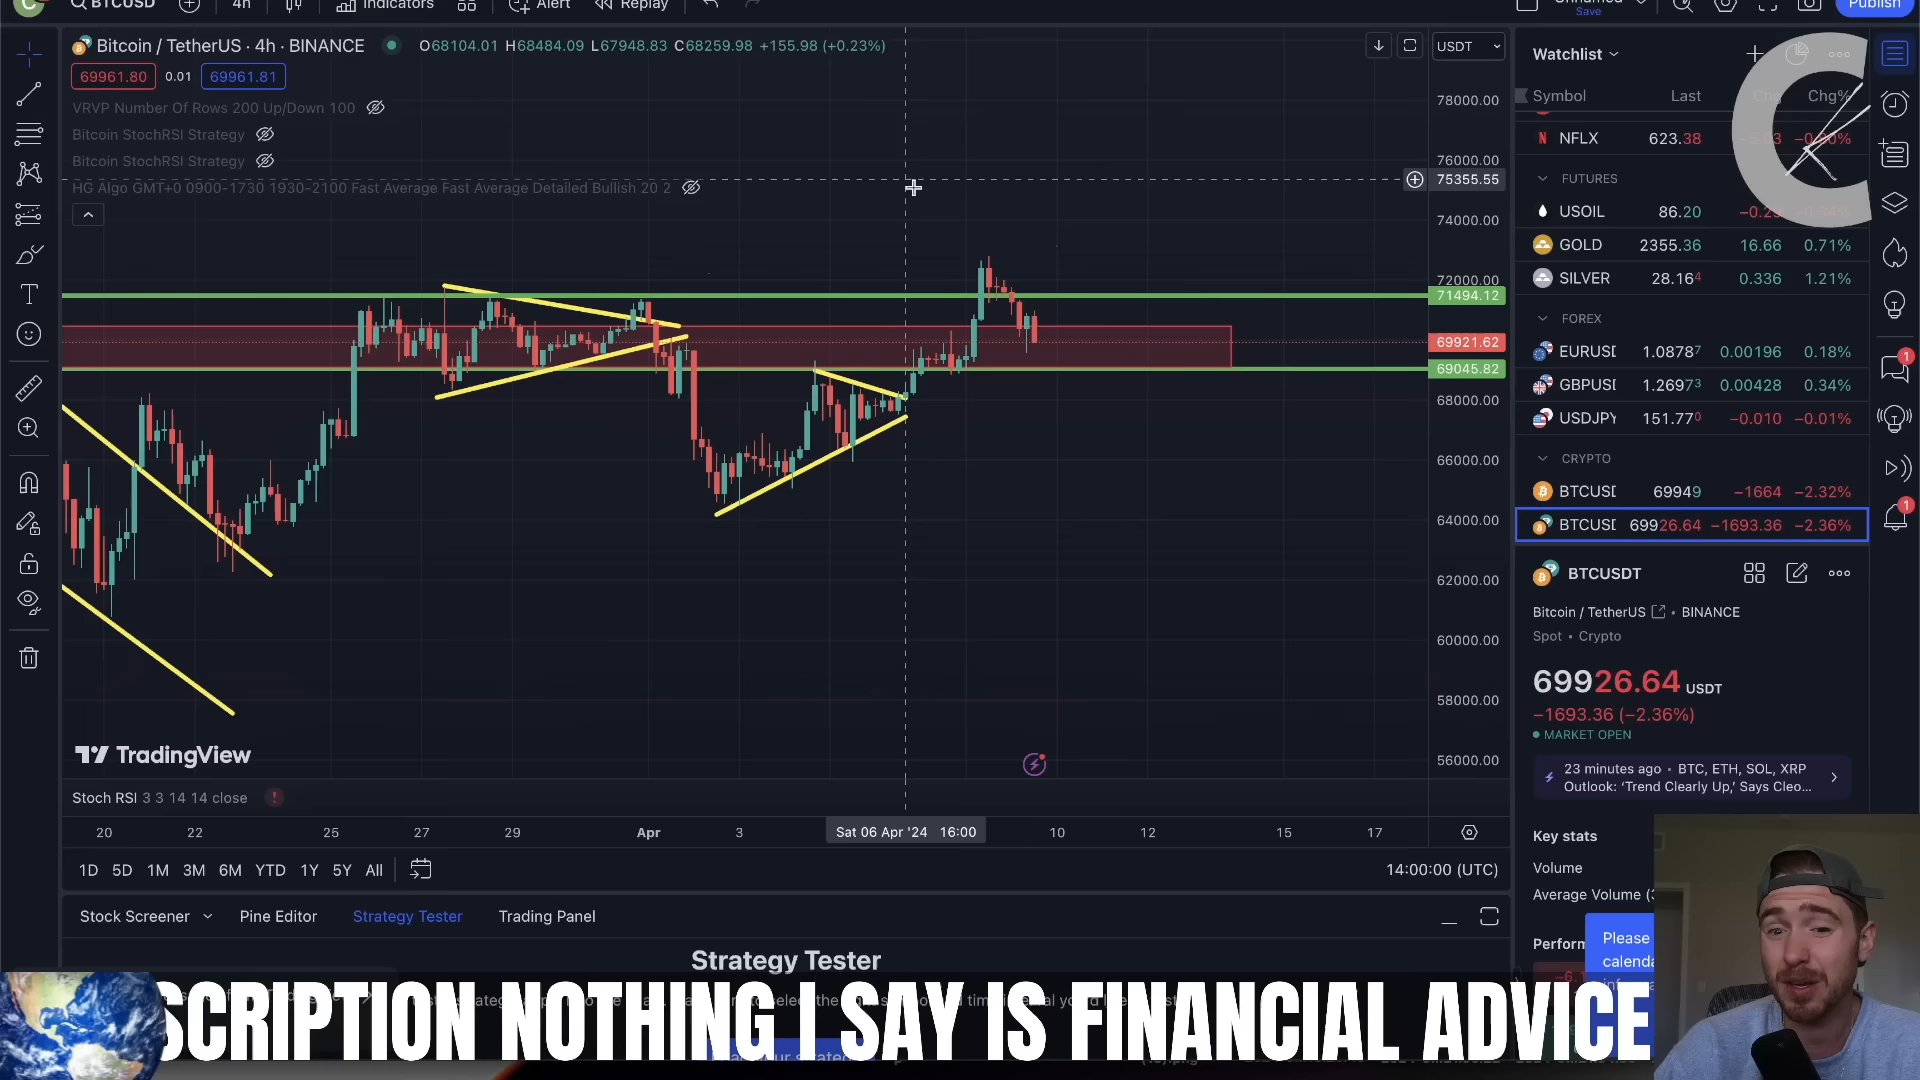 BTCUSD
4h
Indicators
Alert
Replay
Unnamed
Save
Publish
Bitcoin / TetherUS · 4h · BINANCE
O68104.01 H68484.09 L67948.83 C68259.98 +155.98 (+0.23%)
69961.80 0.01 69961.81
VRVP Number Of Rows 200 Up/Down 100
Bitcoin StochRSI Strategy
Bitcoin StochRSI Strategy
HG Algo GMT+0 0900-1730 1930-2100 Fast Average Fast Average Detailed Bullish 20 2
USDT
78000.00
76000.00
75355.55
74000.00
72000.00
71494.12
69921.62
69045.82
68000.00
66000.00
64000.00
62000.00
60000.00
58000.00
56000.00
TradingView
Stoch RSI 3 3 14 14 close
20 22 25 27 29 Apr 3 Sat 06 Apr '24 16:00 10 12 15 17
1D 5D 1M 3M 6M YTD 1Y 5Y All
14:00:00 (UTC)
Stock Screener Pine Editor Strategy Tester Trading Panel
Strategy Tester
Watchlist
Symbol Last Chg Chg%
NFLX 623.38
FUTURES
USOIL 86.20
GOLD 2355.36 16.66 0.71%
SILVER 28.164 0.336 1.21%
FOREX
EURUSD 1.08787 0.00196 0.18%
GBPUSD 1.26973 0.00428 0.34%
USDJPY 151.770 −0.010 −0.01%
CRYPTO
BTCUSD 69949 −1664 −2.32%
BTCUSD 69926.64 −1693.36 −2.36%
BTCUSDT
Bitcoin / TetherUS • BINANCE
Spot • Crypto
69926.64 USDT
−1693.36 (−2.36%)
MARKET OPEN
23 minutes ago • BTC, ETH, SOL, XRP
Outlook: ‘Trend Clearly Up,’ Says Cleo...
Key stats
Volume
Average Volume (
Perform
Please
calenda
1
1
SCRIPTION NOTHING I SAY IS FINANCIAL ADVICE